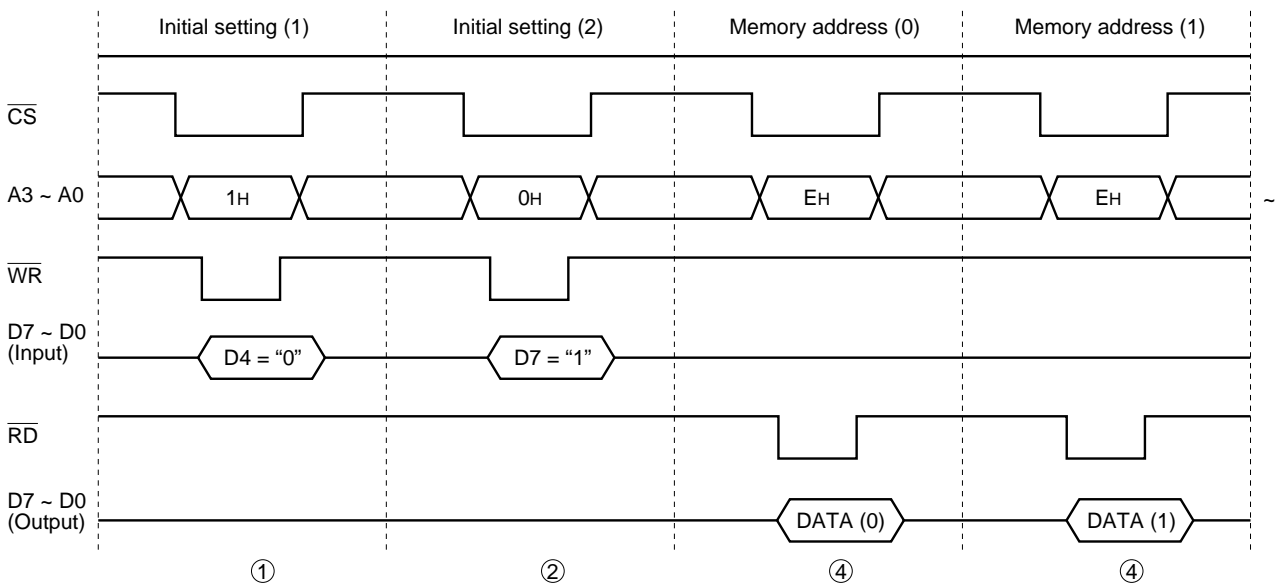 Initial setting (1) Initial setting (2) Memory address (0) Memory address (1)
CS
A3 ~ A0 1H 0H EH EH ~
WR
D7 ~ D0
(Input) D4 = “0” D7 = “1”
RD
D7 ~ D0
(Output) DATA (0) DATA (1)
① ② ④ ④